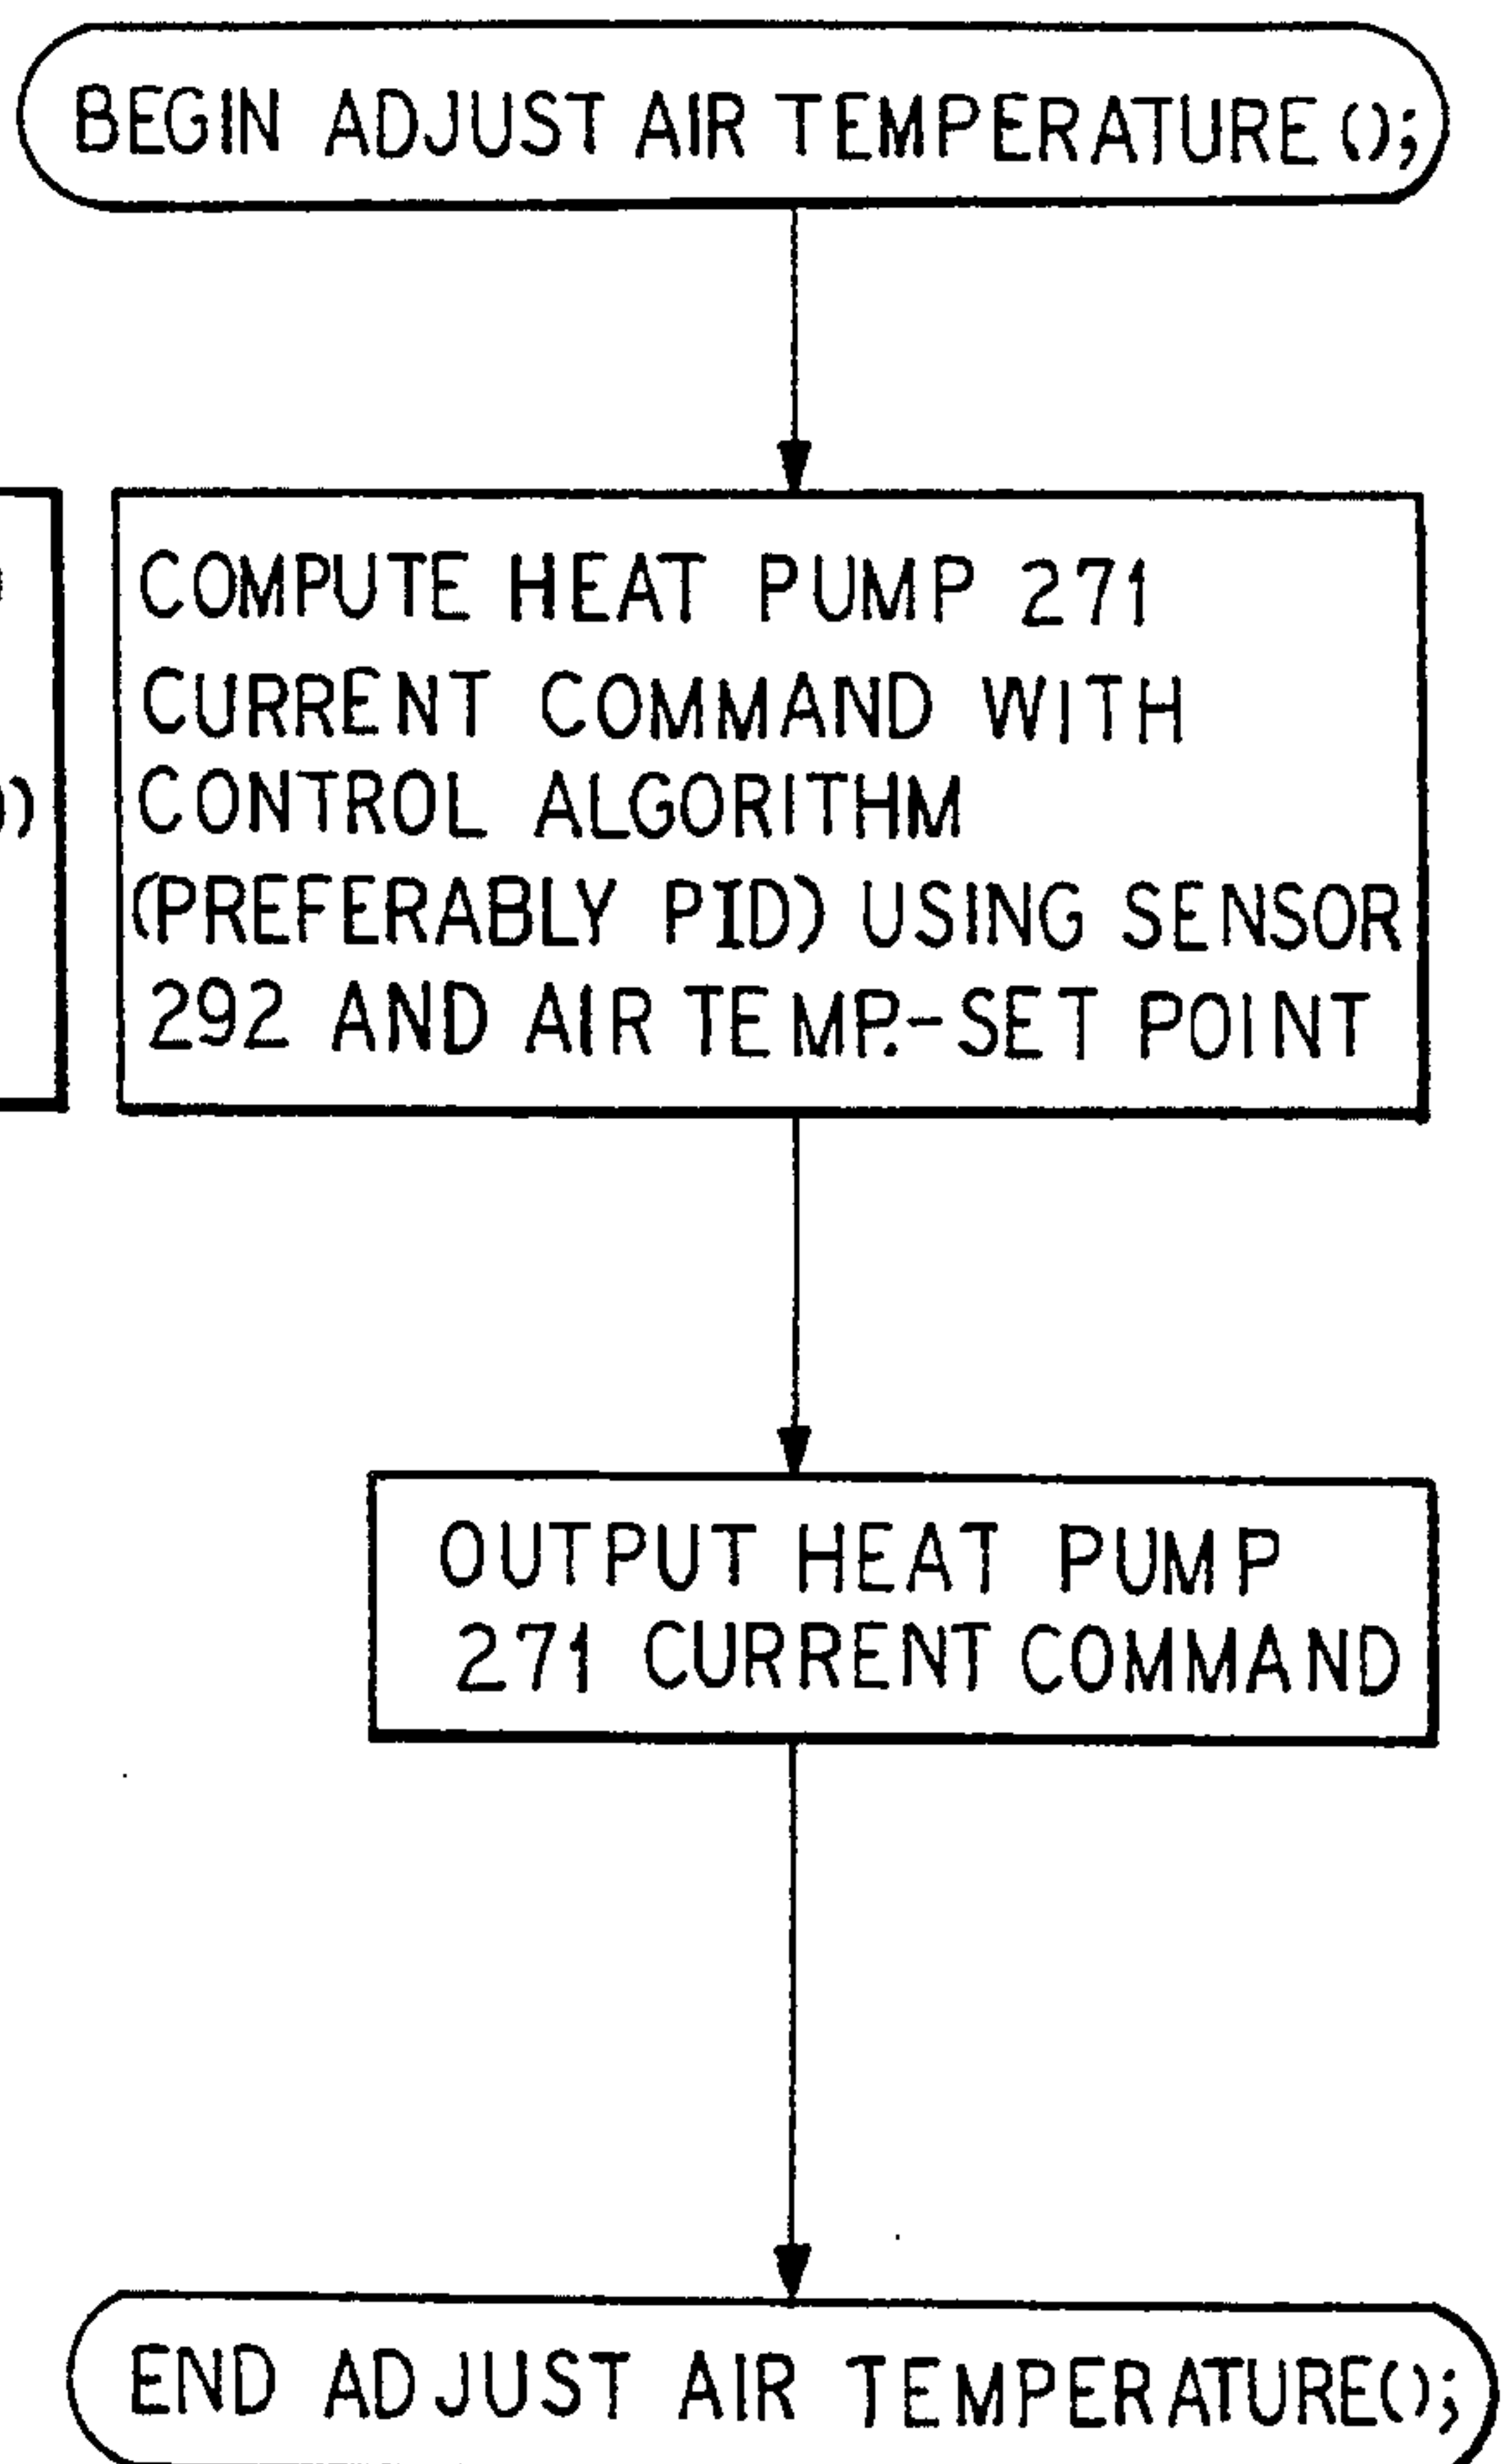 BEGIN ADJUST AIR TEMPERATURE ();
COMPUTE HEAT PUMP 271
CURRENT COMMAND WITH
CONTROL ALGORITHM
(PREFERABLY PID) USING SENSOR
292 AND AIR TEMP.-SET POINT
OUTPUT HEAT PUMP
271 CURRENT COMMAND
END ADJUST AIR TEMPERATURE();